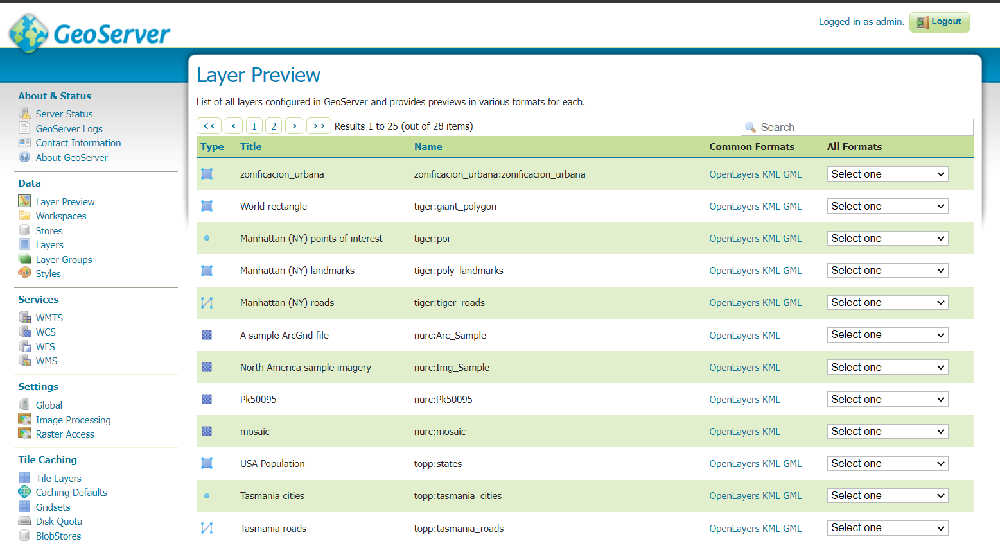 GeoServer
Logged in as admin. Logout
About & Status
Server Status
GeoServer Logs
Contact Information
About GeoServer
Data
Layer Preview
Workspaces
Stores
Layers
Layer Groups
Styles
Services
WMTS
WCS
WFS
WMS
Settings
Global
Image Processing
Raster Access
Tile Caching
Tile Layers
Caching Defaults
Gridsets
Disk Quota
BlobStores
Layer Preview
List of all layers configured in GeoServer and provides previews in various formats for each.
<< < 1 2 > >> Results 1 to 25 (out of 28 items) Search
Type Title Name Common Formats All Formats
zonificacion_urbana zonificacion_urbana:zonificacion_urbana OpenLayers KML GML Select one
World rectangle tiger:giant_polygon OpenLayers KML GML Select one
Manhattan (NY) points of interest tiger:poi OpenLayers KML GML Select one
Manhattan (NY) landmarks tiger:poly_landmarks OpenLayers KML GML Select one
Manhattan (NY) roads tiger:tiger_roads OpenLayers KML GML Select one
A sample ArcGrid file nurc:Arc_Sample OpenLayers KML Select one
North America sample imagery nurc:Img_Sample OpenLayers KML Select one
Pk50095 nurc:Pk50095 OpenLayers KML Select one
mosaic nurc:mosaic OpenLayers KML Select one
USA Population topp:states OpenLayers KML GML Select one
Tasmania cities topp:tasmania_cities OpenLayers KML GML Select one
Tasmania roads topp:tasmania_roads OpenLayers KML GML Select one